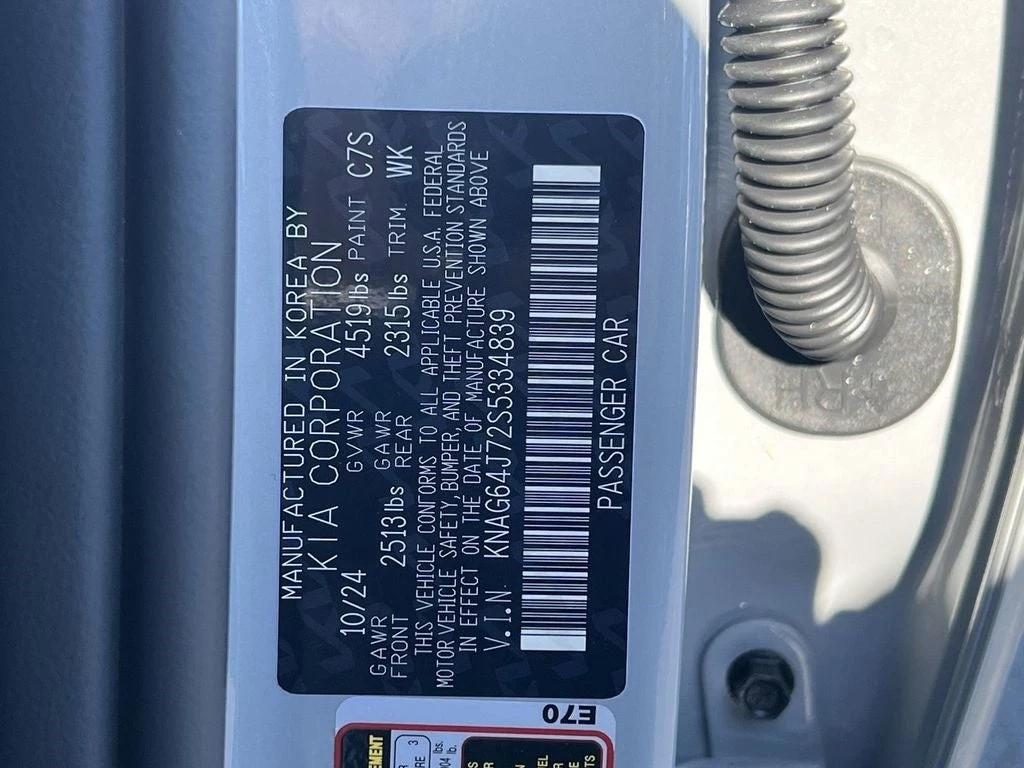 MANUFACTURED IN KOREA BY
KIA CORPORATION
10/24 GVWR 4519lbs PAINT C7S
GAWR FRONT 2513lbs GAWR REAR 2315lbs TRIM WK
THIS VEHICLE CONFORMS TO ALL APPLICABLE U.S.A. FEDERAL
MOTOR VEHICLE SAFETY, BUMPER, AND THEFT PREVENTION STANDARDS
IN EFFECT ON THE DATE OF MANUFACTURE SHOWN ABOVE
V.I.N KNAGG64J72S5334839
PASSENGER CAR
E70
RH